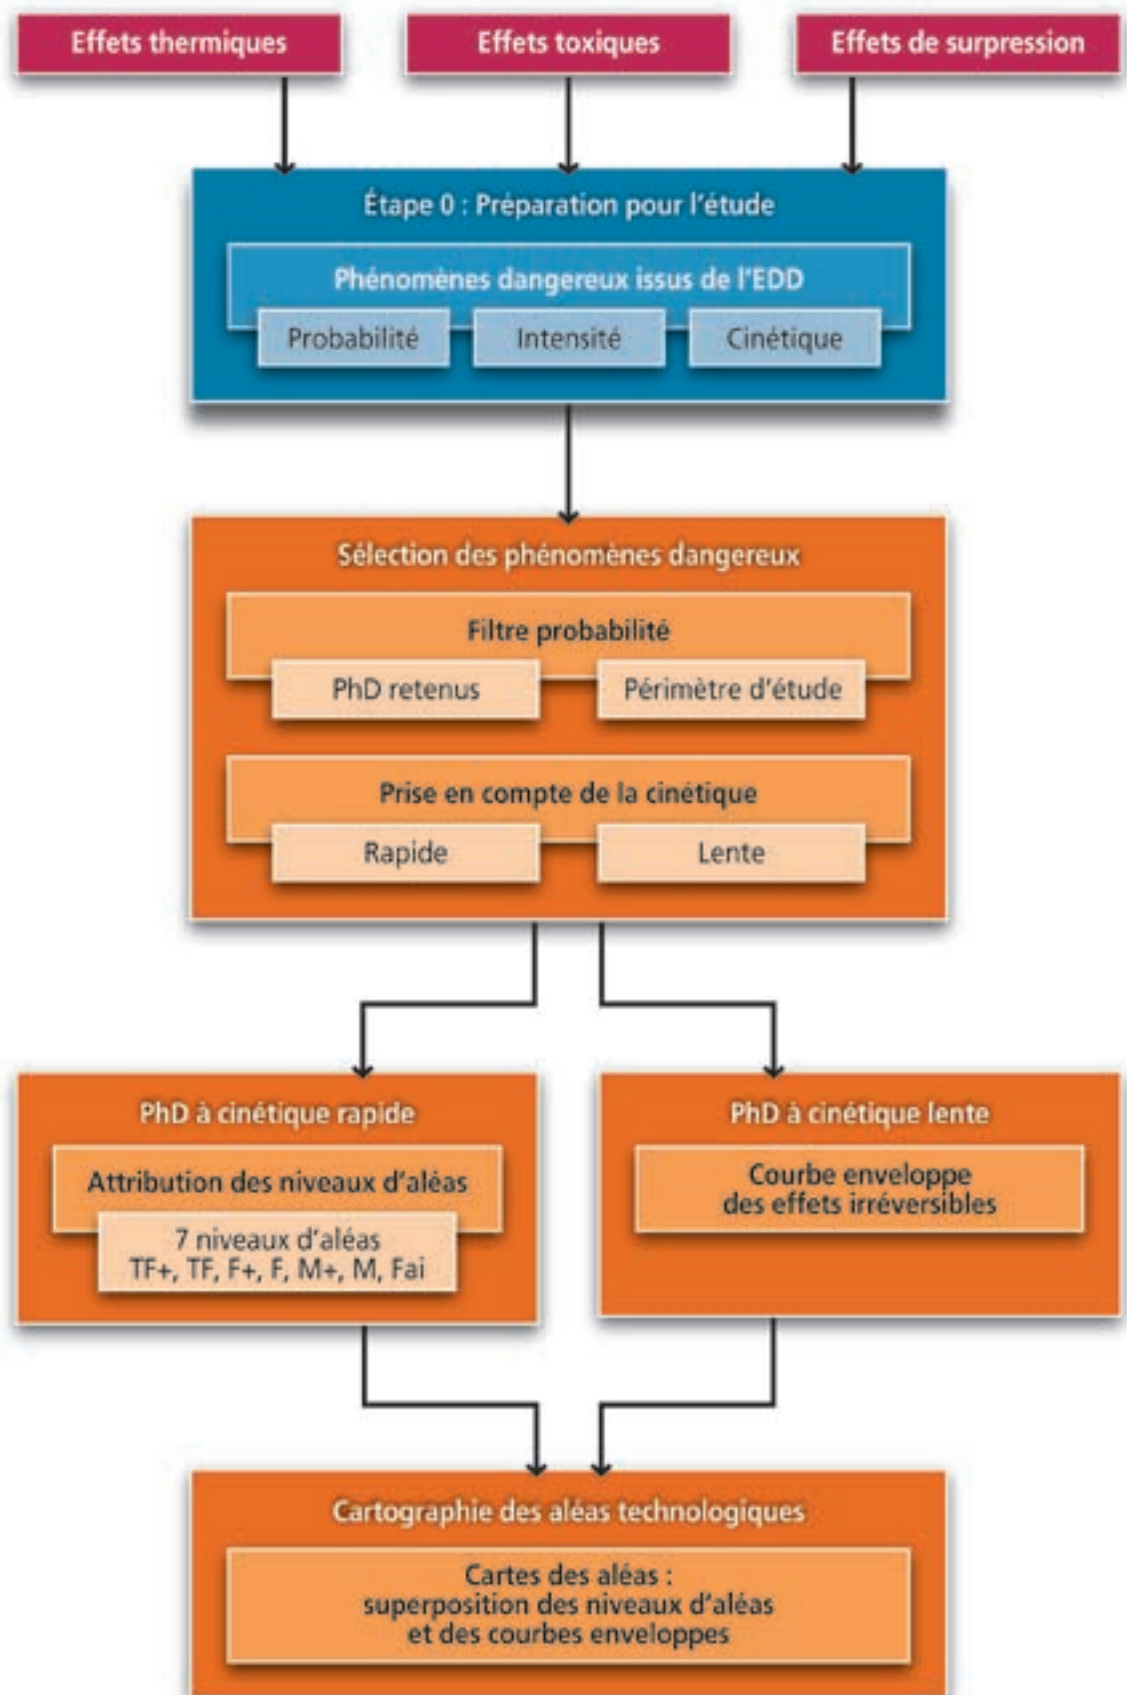 Effets thermiques
Effets toxiques
Effets de surpression
Étape 0 : Préparation pour l'étude
Phénomènes dangereux issus de l'EDD
Probabilité
Intensité
Cinétique
Sélection des phénomènes dangereux
Filtre probabilité
PhD retenus
Périmètre d'étude
Prise en compte de la cinétique
Rapide
Lente
PhD à cinétique rapide
Attribution des niveaux d'aléas
7 niveaux d'aléas
TF+, TF, F+, F, M+, M, Fai
PhD à cinétique lente
Courbe enveloppe
des effets irréversibles
Cartographie des aléas technologiques
Cartes des aléas :
superposition des niveaux d'aléas
et des courbes enveloppes